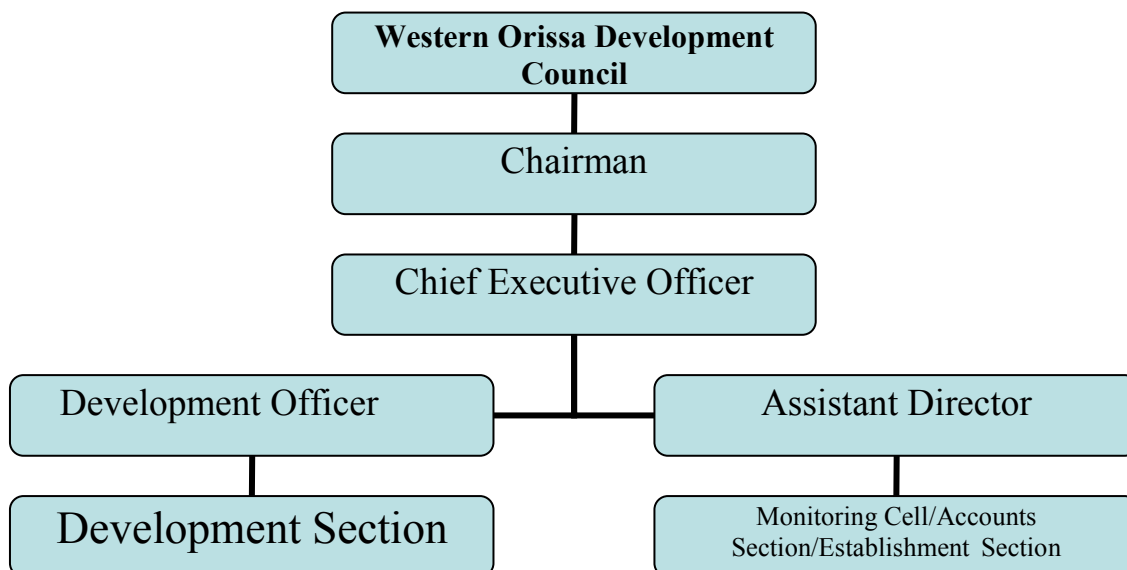 Western Orissa Development
Council
Chairman
Chief Executive Officer
Development Officer
Assistant Director
Development Section
Monitoring Cell/Accounts
Section/Establishment Section